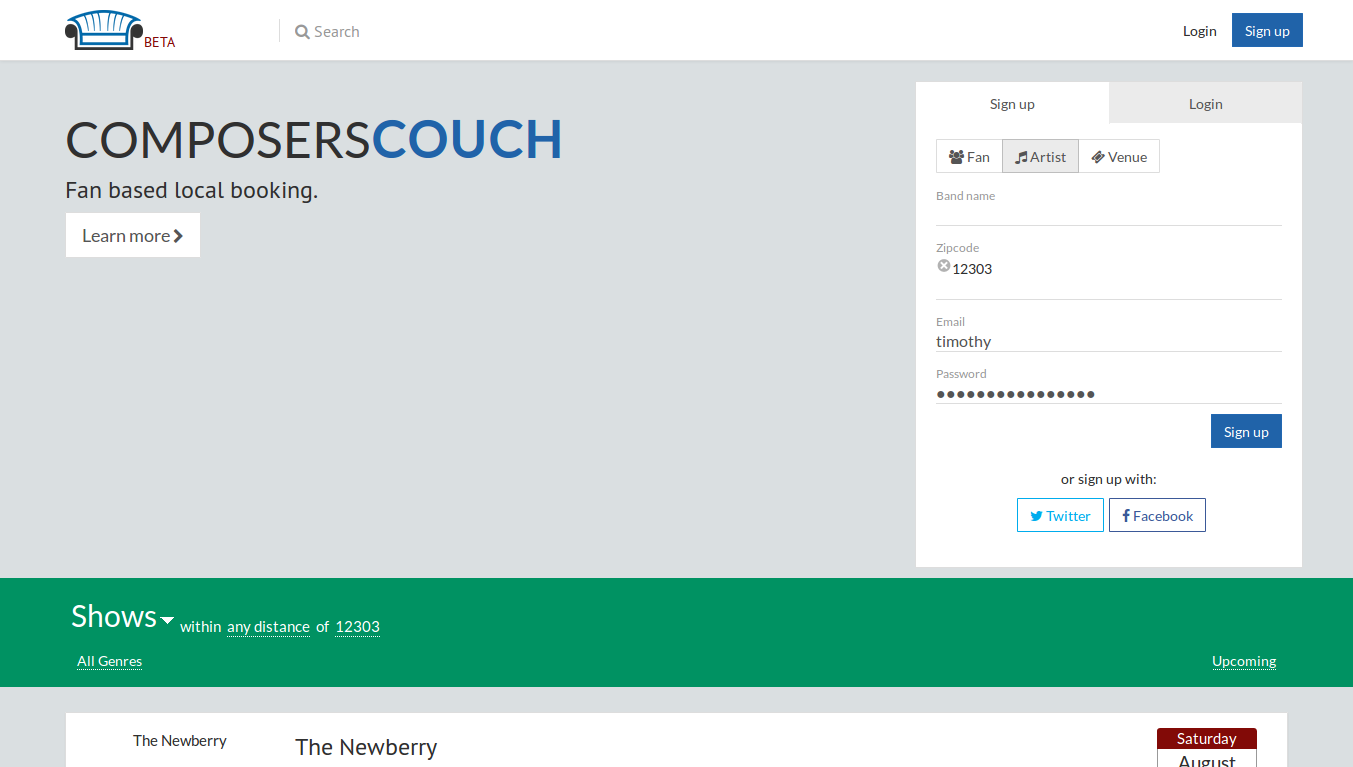 BETA
Search
Login
Sign up
COMPOSERSCOUCH
Fan based local booking.
Learn more
Sign up
Login
Fan
Artist
Venue
Band name
Zipcode
12303
Email
timothy
Password
••••••••••••••••
Sign up
or sign up with:
Twitter
Facebook
Shows within any distance of 12303
All Genres
Upcoming
The Newberry
The Newberry
Saturday
August